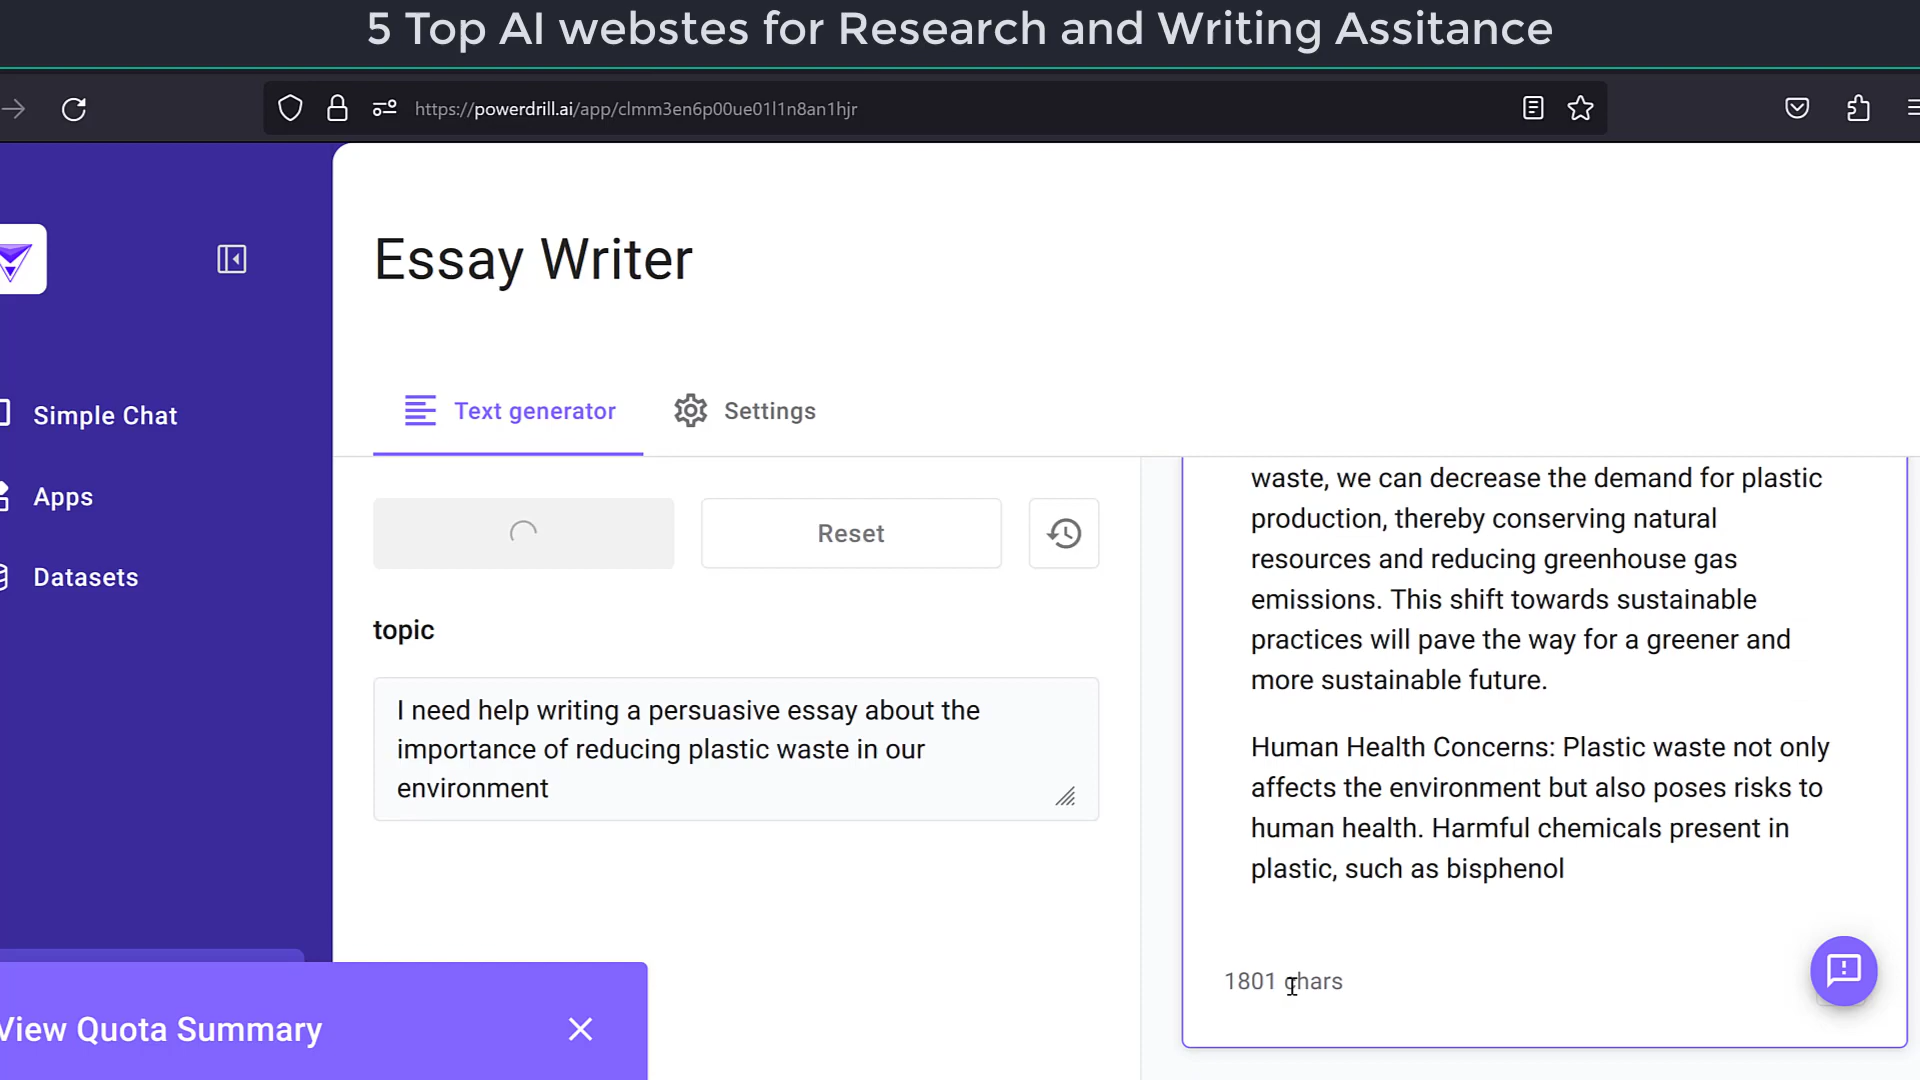 5 Top AI webstes for Research and Writing Assitance
https://powerdrill.ai/app/clmm3en6p00ue01l1n8an1hjr
Essay Writer
Simple Chat
Apps
Datasets
Text generator
Settings
Reset
topic
I need help writing a persuasive essay about the
importance of reducing plastic waste in our
environment
waste, we can decrease the demand for plastic
production, thereby conserving natural
resources and reducing greenhouse gas
emissions. This shift towards sustainable
practices will pave the way for a greener and
more sustainable future.
Human Health Concerns: Plastic waste not only
affects the environment but also poses risks to
human health. Harmful chemicals present in
plastic, such as bisphenol
1801 chars
View Quota Summary